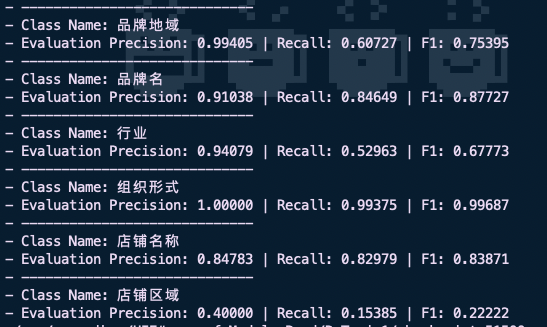 - -----------------------------
- Class Name: 品牌地域
- Evaluation Precision: 0.99405 | Recall: 0.60727 | F1: 0.75395
- -----------------------------
- Class Name: 品牌名
- Evaluation Precision: 0.91038 | Recall: 0.84649 | F1: 0.87727
- -----------------------------
- Class Name: 行业
- Evaluation Precision: 0.94079 | Recall: 0.52963 | F1: 0.67773
- -----------------------------
- Class Name: 组织形式
- Evaluation Precision: 1.00000 | Recall: 0.99375 | F1: 0.99687
- -----------------------------
- Class Name: 店铺名称
- Evaluation Precision: 0.84783 | Recall: 0.82979 | F1: 0.83871
- -----------------------------
- Class Name: 店铺区域
- Evaluation Precision: 0.40000 | Recall: 0.15385 | F1: 0.22222